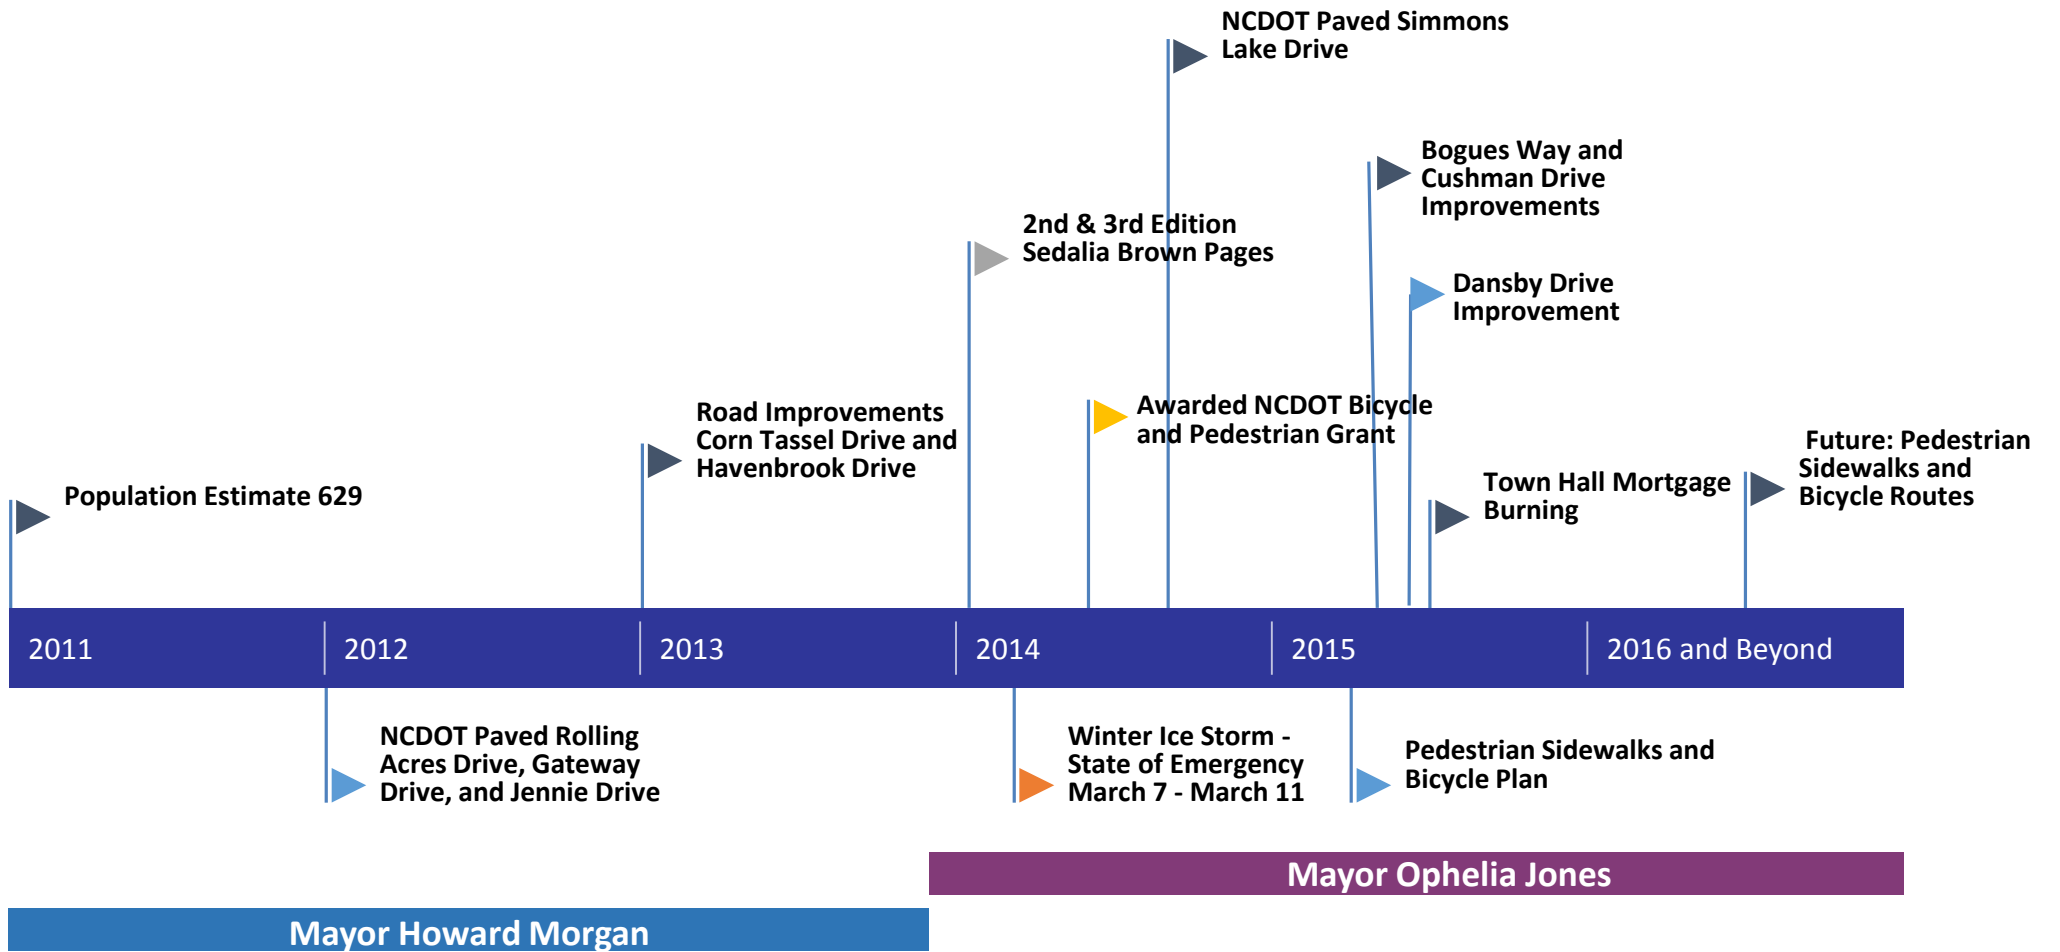 NCDOT Paved Simmons
Lake Drive
Bogues Way and
Cushman Drive
Improvements
2nd & 3rd Edition
Sedalia Brown Pages
Dansby Drive
Improvement
Road Improvements
Corn Tassel Drive and
Havenbrook Drive
Awarded NCDOT Bicycle
and Pedestrian Grant
Future: Pedestrian
Sidewalks and
Bicycle Routes
Population Estimate 629
Town Hall Mortgage
Burning
2011
2012
2013
2014
2015
2016 and Beyond
NCDOT Paved Rolling
Acres Drive, Gateway
Drive, and Jennie Drive
Winter Ice Storm -
State of Emergency
March 7 - March 11
Pedestrian Sidewalks and
Bicycle Plan
Mayor Ophelia Jones
Mayor Howard Morgan